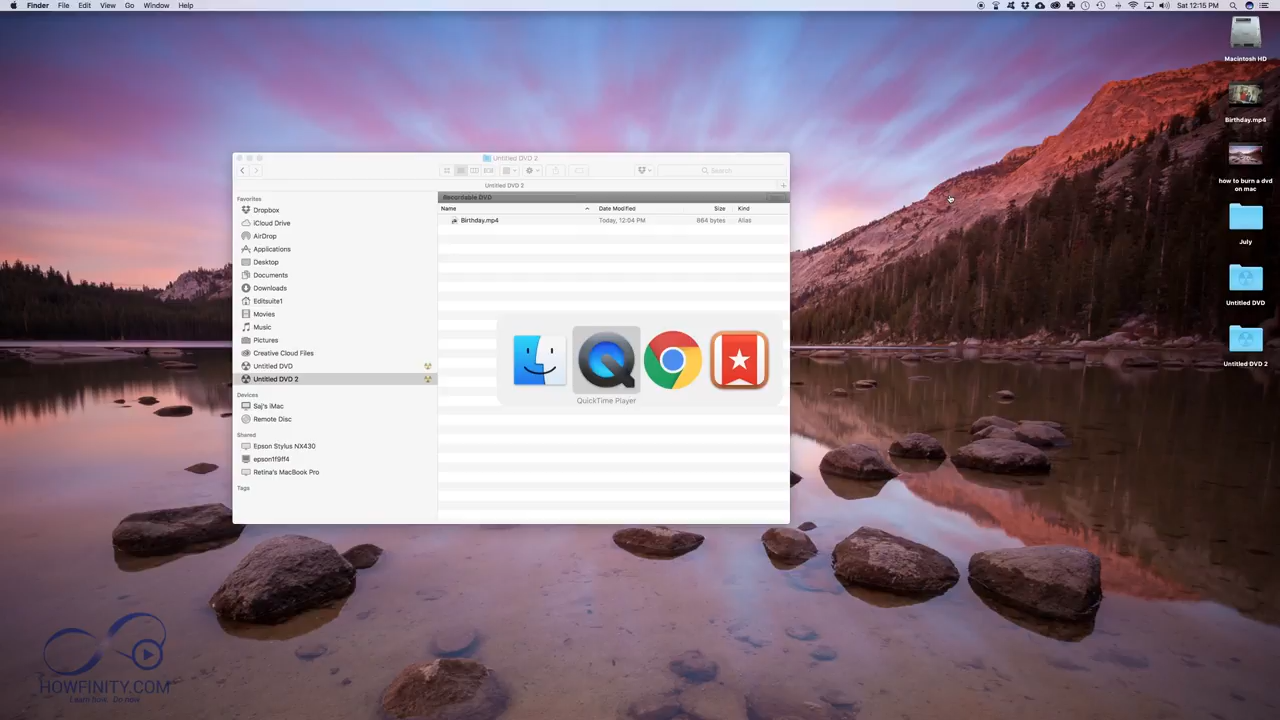 Finder File Edit View Go Window Help
Sat 12:15 PM
Macintosh HD
Birthday.mp4
how to burn a dvd
on mac
July
Untitled DVD
Untitled DVD 2
Untitled DVD 2
Search
Untitled DVD 2
Favorites
Dropbox
iCloud Drive
AirDrop
Applications
Desktop
Documents
Downloads
Editsuite1
Movies
Music
Pictures
Creative Cloud Files
Untitled DVD
Untitled DVD 2
Devices
Saj's iMac
Remote Disc
Shared
Epson Stylus NX430
epson1f9ff4
Retina's MacBook Pro
Tags
Recordable DVD
Name Date Modified Size Kind
Birthday.mp4 Today, 12:04 PM 864 bytes Alias
QuickTime Player
HOWFINITY.COM
Learn how. Do now